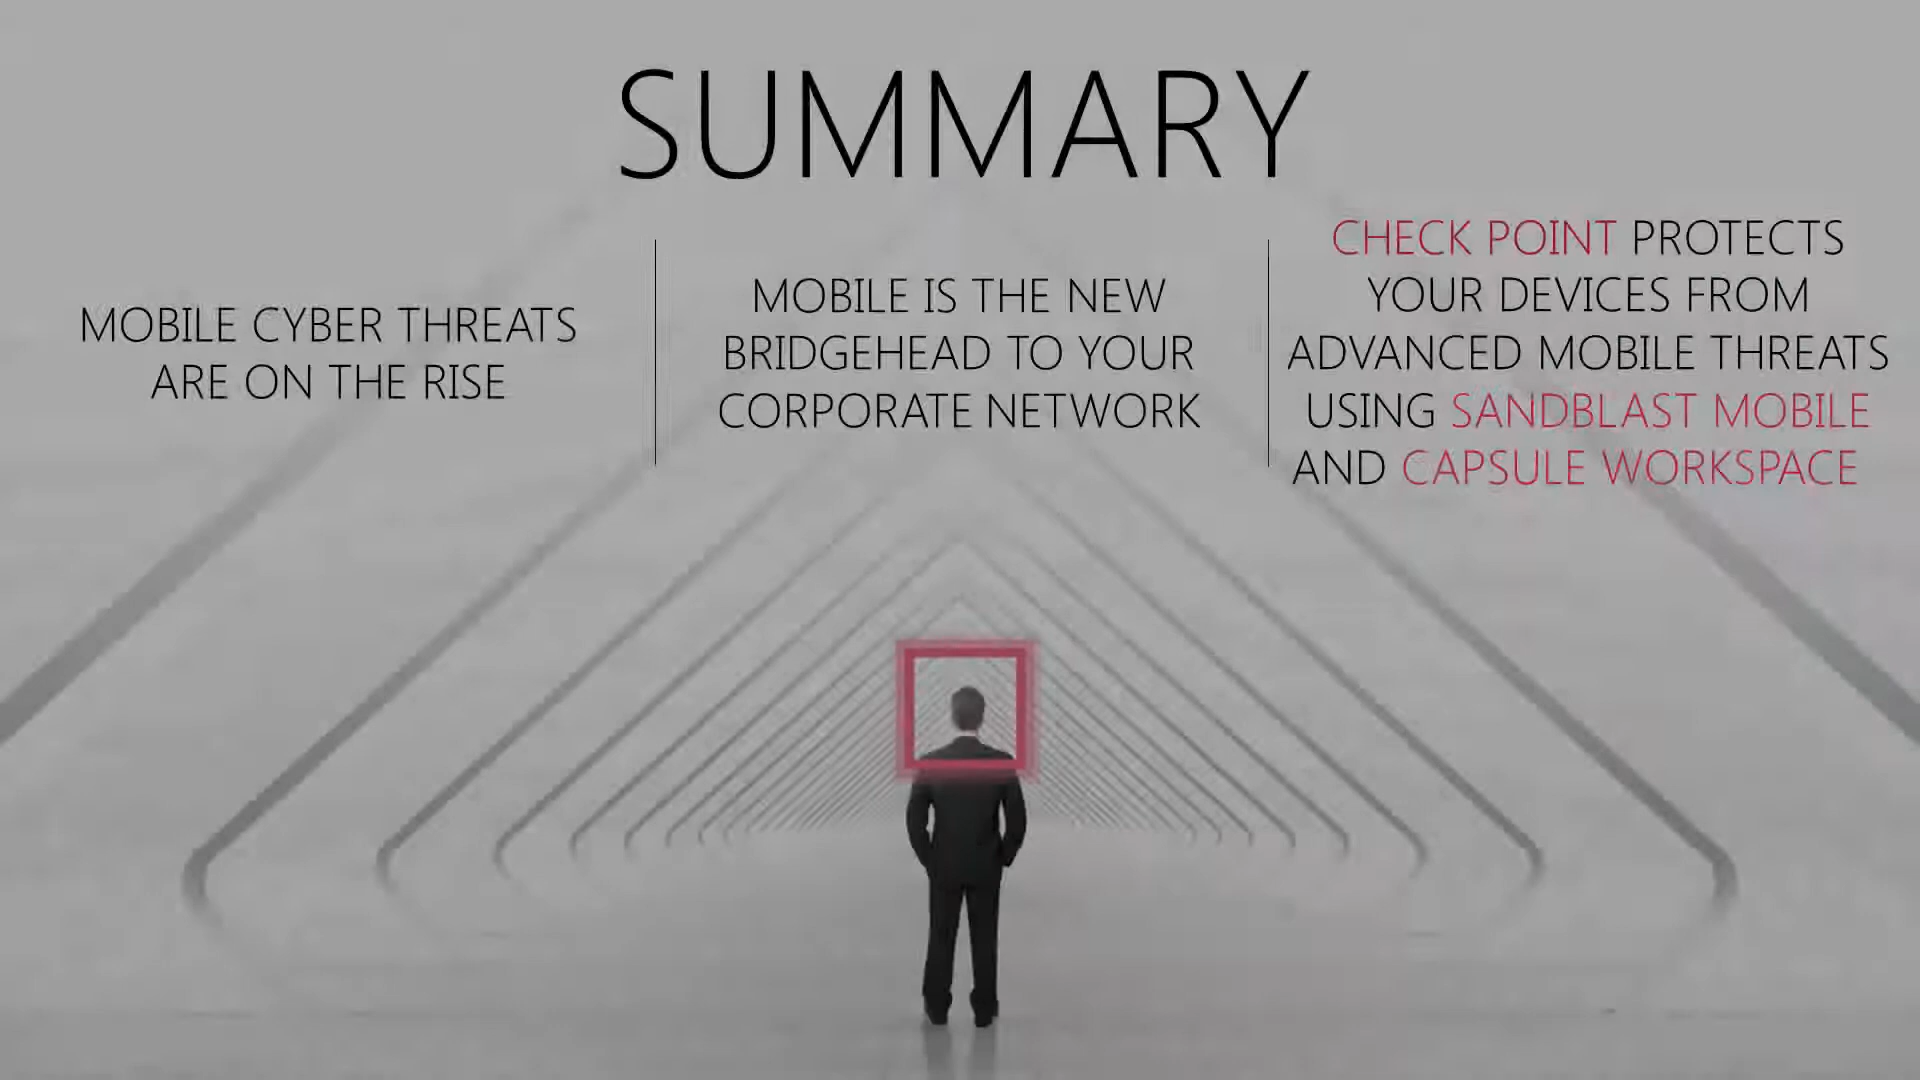 SUMMARY
MOBILE CYBER THREATS
ARE ON THE RISE
MOBILE IS THE NEW
BRIDGEHEAD TO YOUR
CORPORATE NETWORK
CHECK POINT PROTECTS
YOUR DEVICES FROM
ADVANCED MOBILE THREATS
USING SANDBLAST MOBILE
AND CAPSULE WORKSPACE